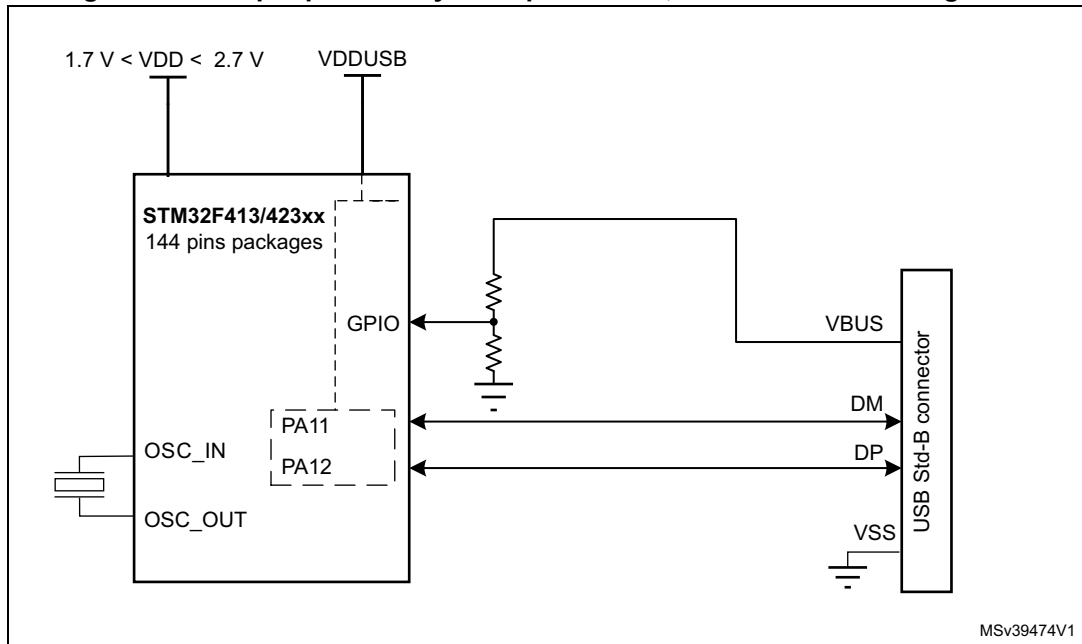 1.7 V < VDD < 2.7 V
VDDUSB
STM32F413/423xx
144 pins packages
GPIO
VBUS
PA11
DM
PA12
DP
OSC_IN
OSC_OUT
VSS
USB Std-B connector
MSv39474V1